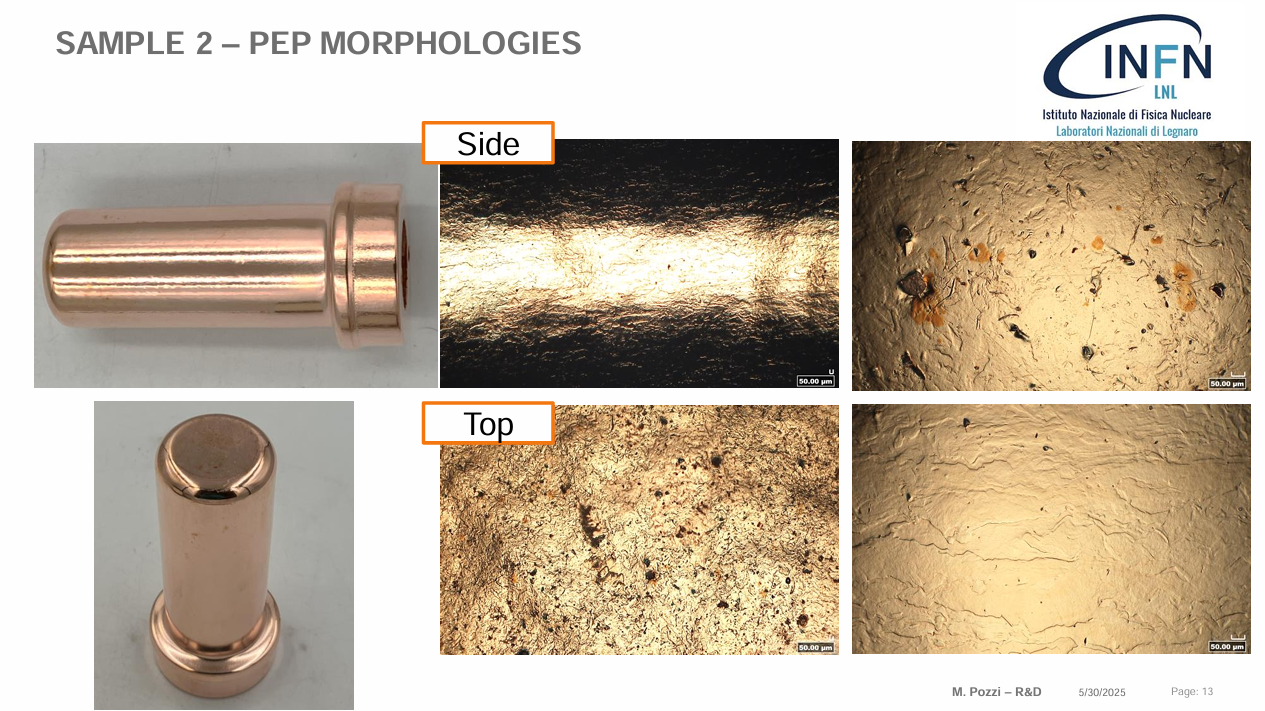 SAMPLE 2 – PEP MORPHOLOGIES
INFN
LNL
Istituto Nazionale di Fisica Nucleare
Laboratori Nazionali di Legnaro
Side
50.00 µm
50.00 µm
Top
50.00 µm
50.00 µm
M. Pozzi – R&D
5/30/2025
Page: 13